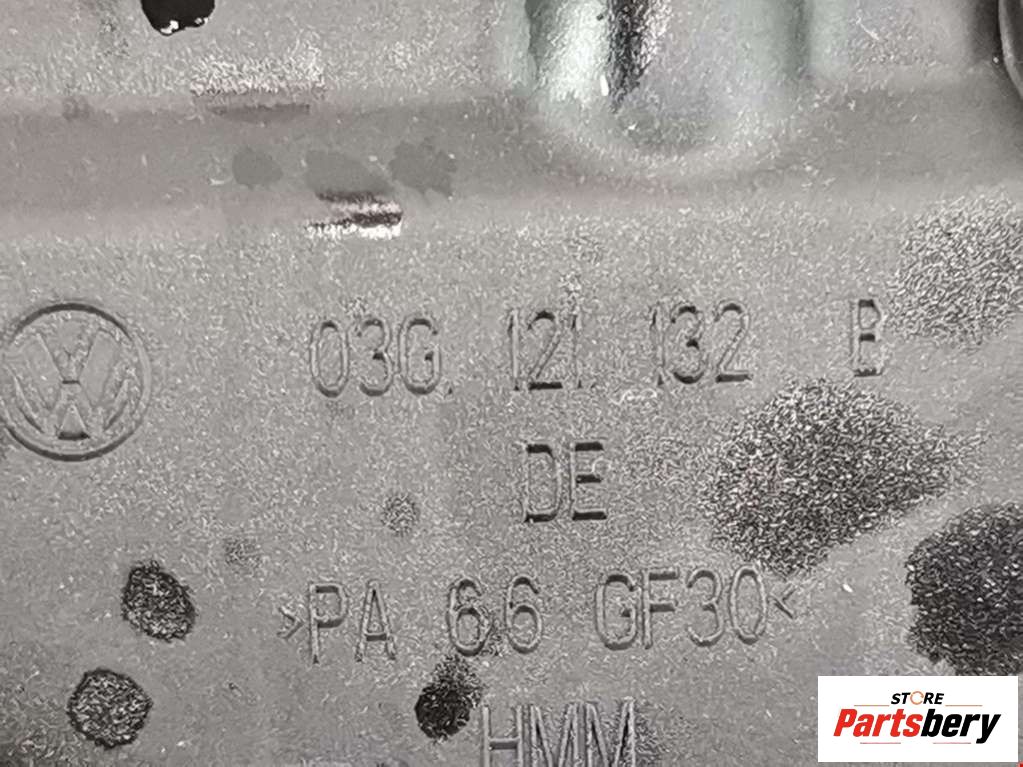 03G 121 132 B
DE
>PA 66 GF30<
HMM
STORE
Partsbery